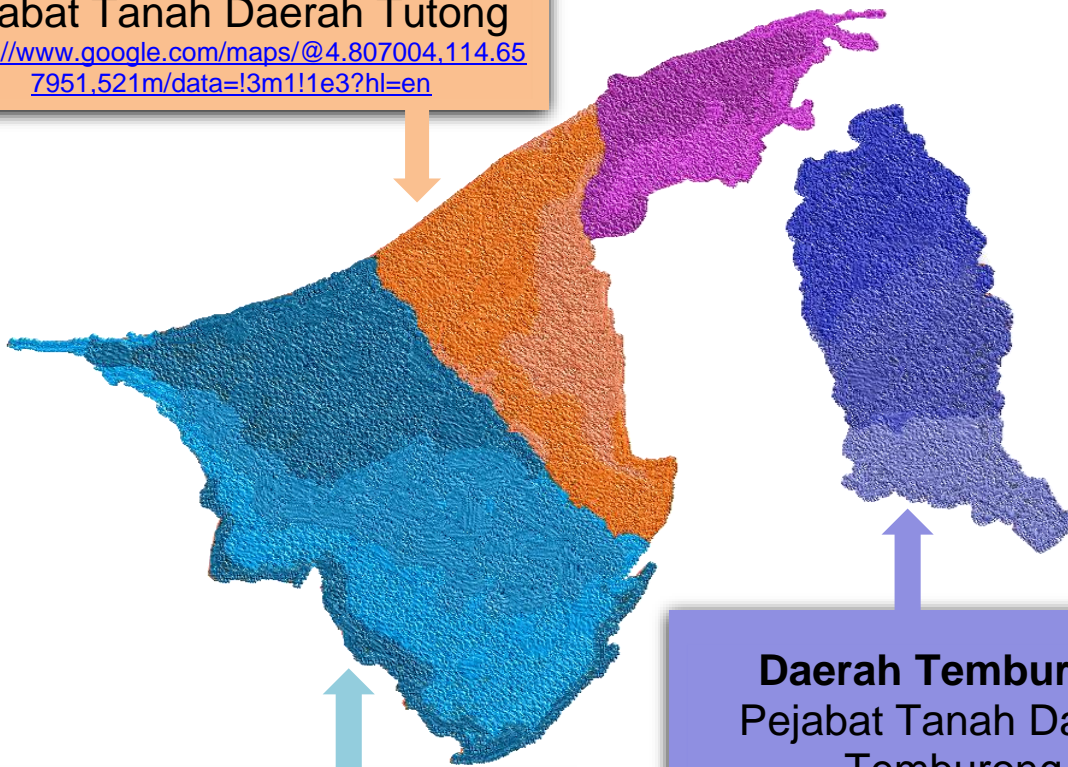 abat Tanah Daerah Tutong
//www.google.com/maps/@4.807004,114.65
7951,521m/data=!3m1!1e3?hl=en
Daerah Tembur
Pejabat Tanah Da
Temburong